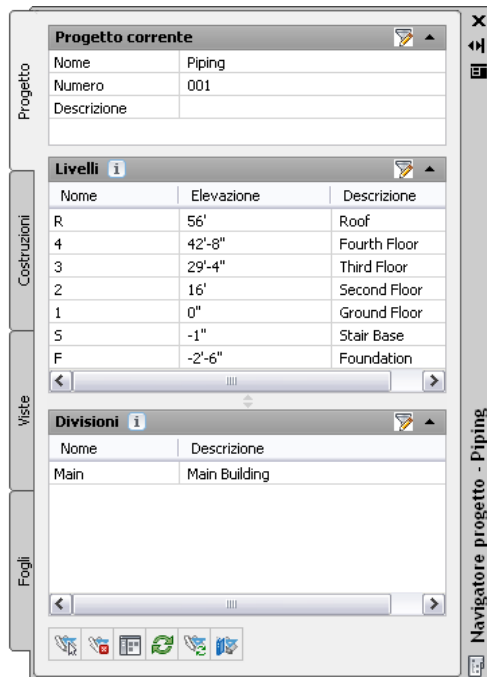 Progetto corrente
Nome Piping
Numero 001
Descrizione
Livelli i
Nome Elevazione Descrizione
R 56' Roof
4 42'-8" Fourth Floor
3 29'-4" Third Floor
2 16' Second Floor
1 0" Ground Floor
S -1" Stair Base
F -2'-6" Foundation
Divisioni i
Nome Descrizione
Main Main Building
Progetto
Costruzioni
Viste
Fogli
Navigatore progetto - Piping